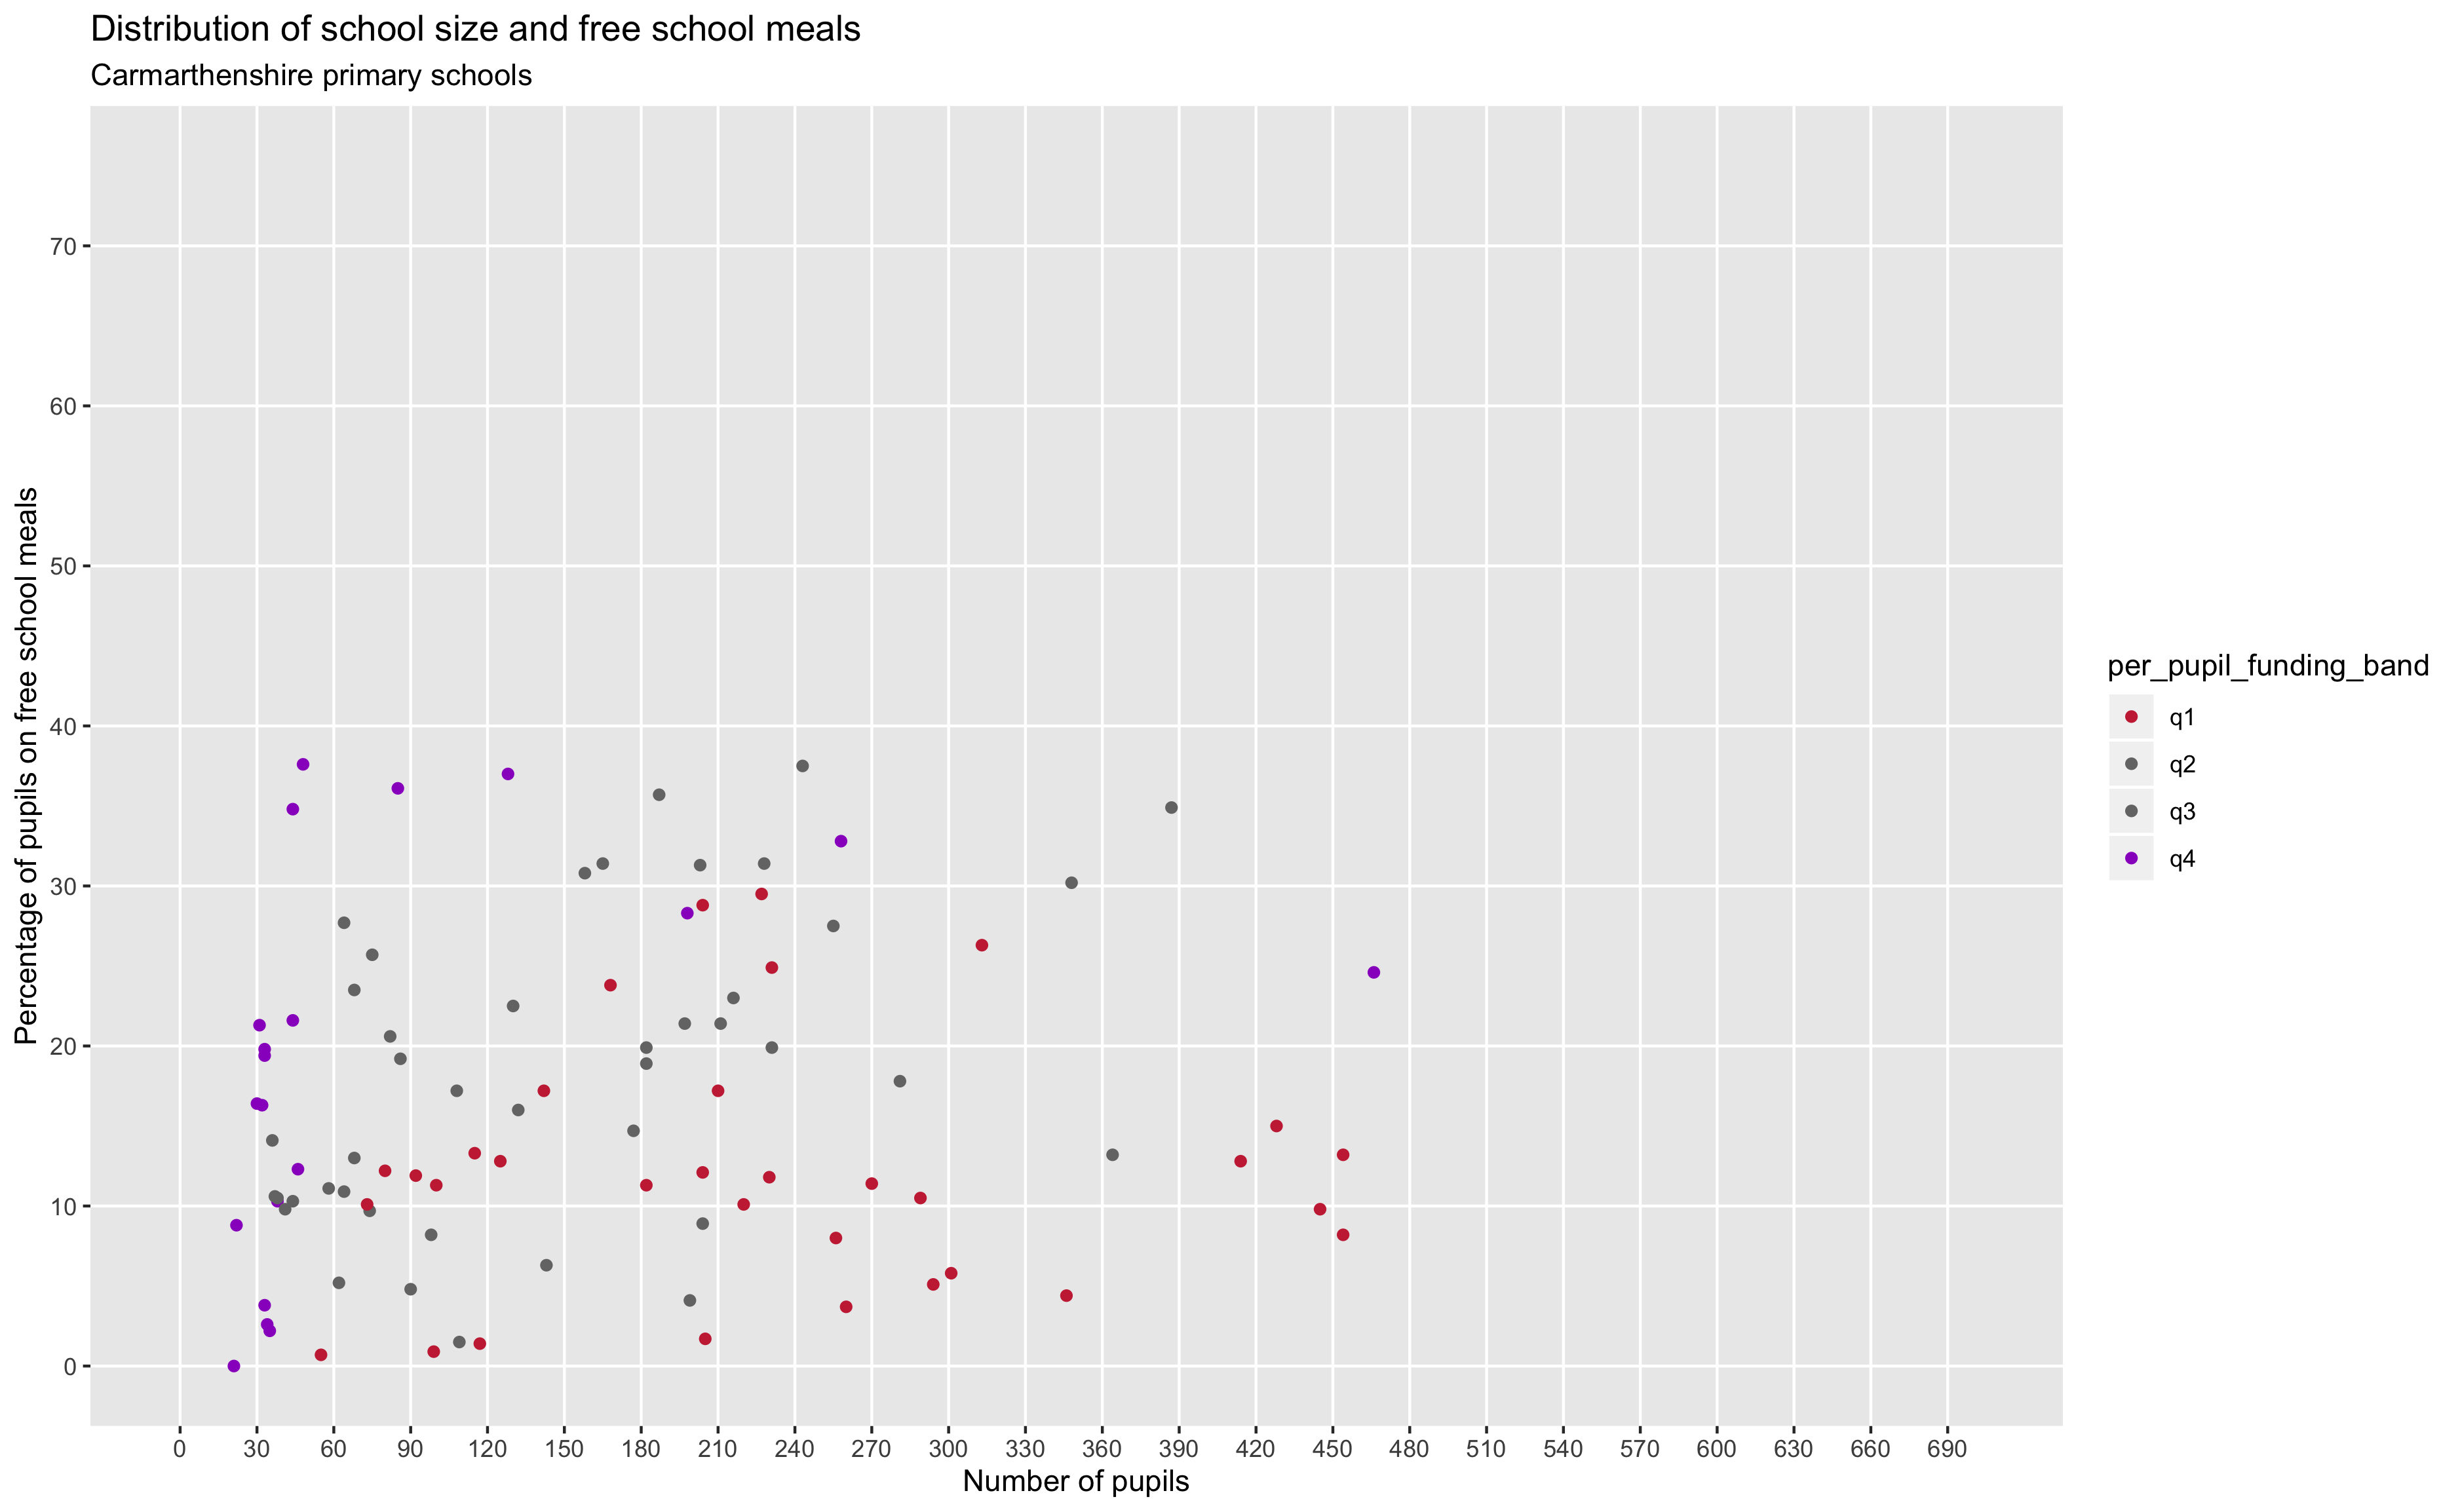 Distribution of school size and free school meals
Carmarthenshire primary schools
Percentage of pupils on free school meals
70
60
50
40
30
20
10
0
0 30 60 90 120 150 180 210 240 270 300 330 360 390 420 450 480 510 540 570 600 630 660 690
Number of pupils
per_pupil_funding_band
q1
q2
q3
q4